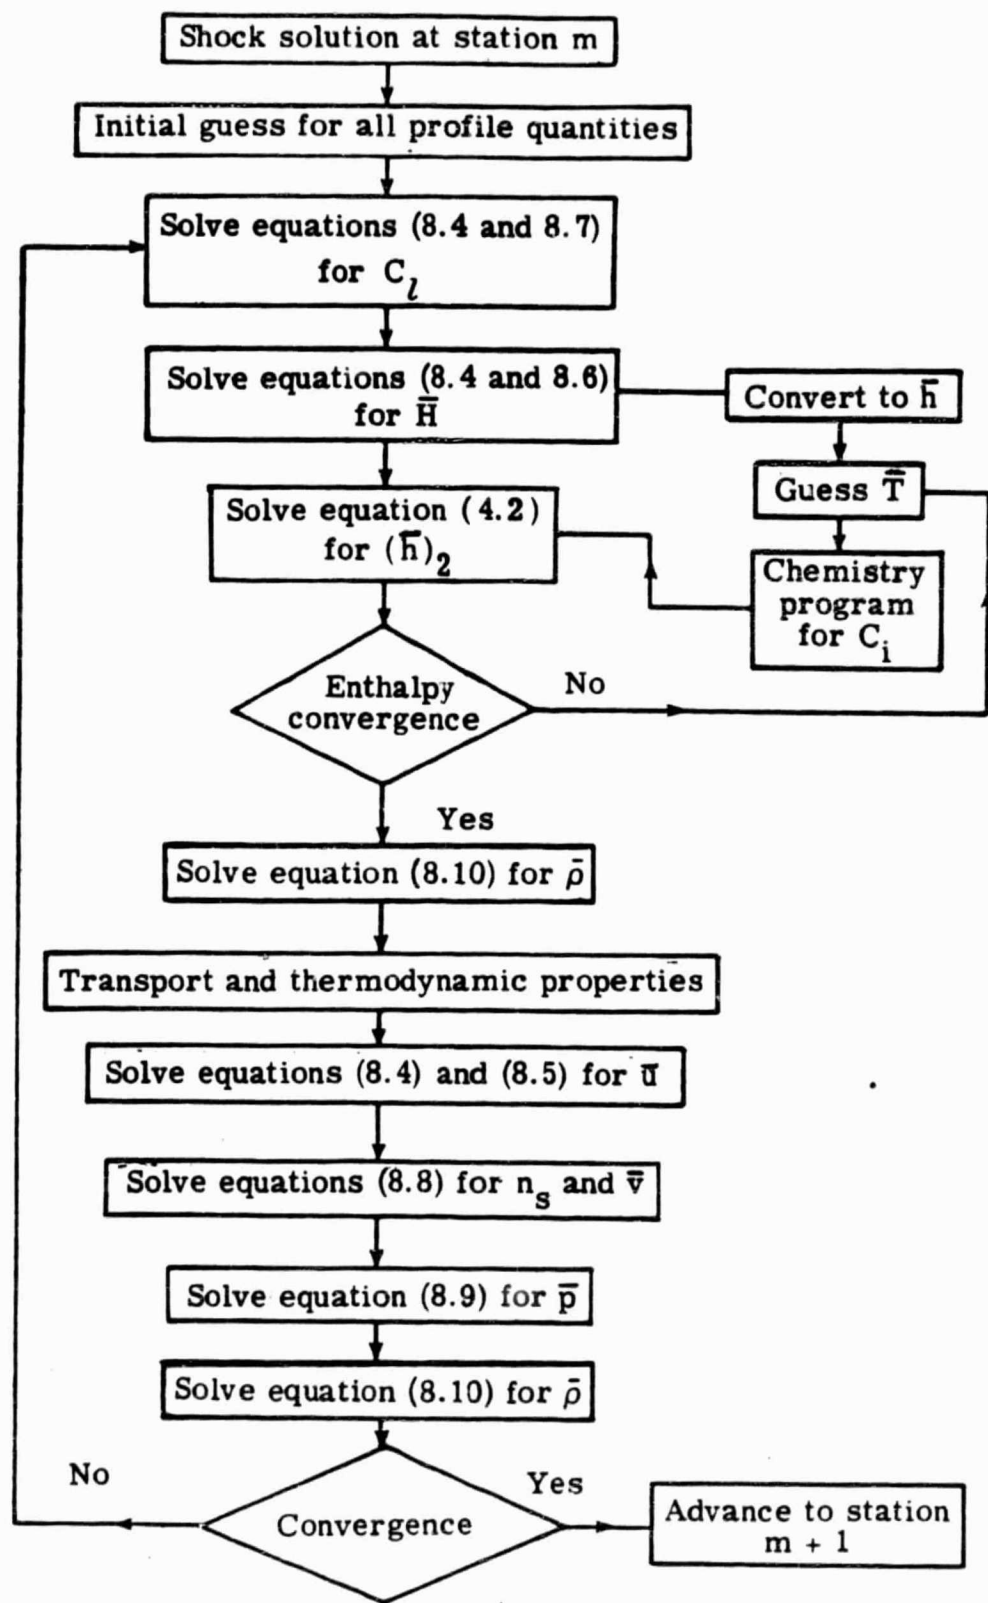 Shock solution at station m
Initial guess for all profile quantities
Solve equations (8.4 and 8.7)
for C_l
Solve equations (8.4 and 8.6)
for H̄
Convert to h̄
Guess T̄
Solve equation (4.2)
for (h̄)_2
Chemistry
program
for C_i
Enthalpy
convergence
No
Yes
Solve equation (8.10) for ρ̄
Transport and thermodynamic properties
Solve equations (8.4) and (8.5) for ū
Solve equations (8.8) for n_s and v̄
Solve equation (8.9) for p̄
Solve equation (8.10) for ρ̄
No
Yes
Convergence
Advance to station
m + 1